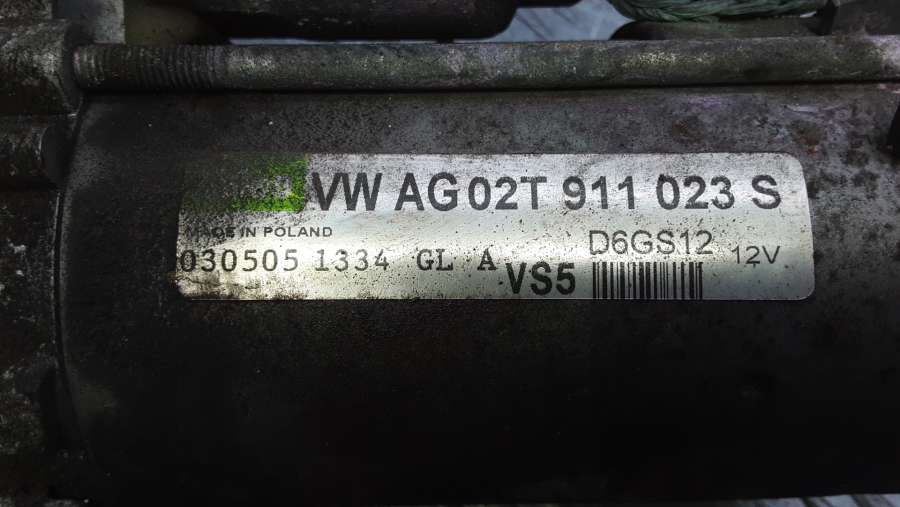 VW AG 02T 911 023 S
MADE IN POLAND
D6GS12 12V
030505 1334 GL A VS5